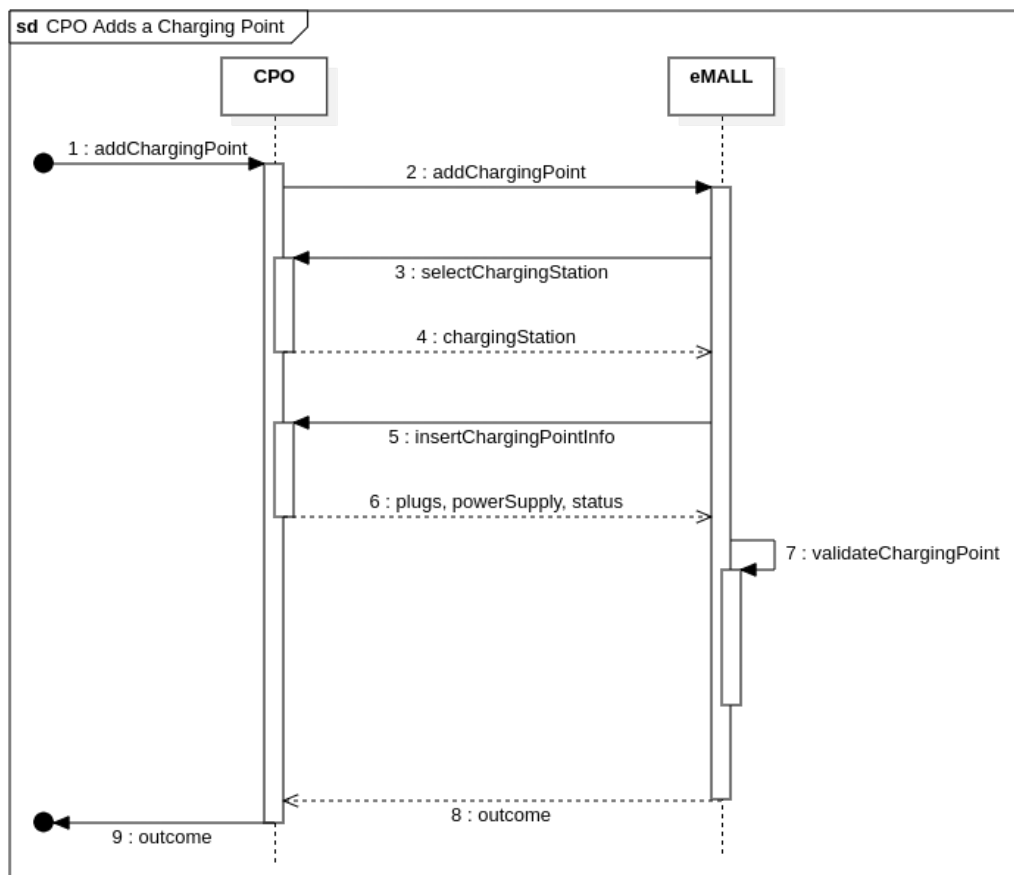 sd CPO Adds a Charging Point
CPO
eMALL
1 : addChargingPoint
2 : addChargingPoint
3 : selectChargingStation
4 : chargingStation
5 : insertChargingPointInfo
6 : plugs, powerSupply, status
7 : validateChargingPoint
8 : outcome
9 : outcome